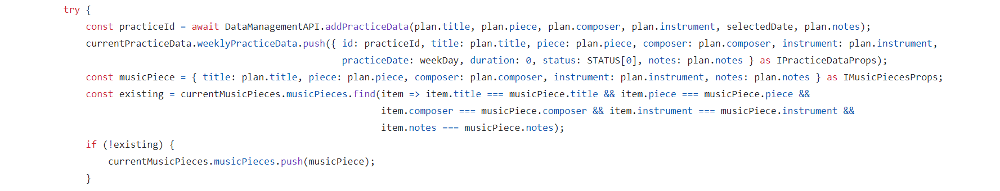 try {
const practiceId = await DataManagementAPI.addPracticeData(plan.title, plan.piece, plan.composer, plan.instrument, selectedDate, plan.notes);
currentPracticeData.weeklyPracticeData.push({ id: practiceId, title: plan.title, piece: plan.piece, composer: plan.composer, instrument: plan.instrument,
practiceDate: weekDay, duration: 0, status: STATUS[0], notes: plan.notes } as IPracticeDataProps);
const musicPiece = { title: plan.title, piece: plan.piece, composer: plan.composer, instrument: plan.instrument, notes: plan.notes } as IMusicPiecesProps;
const existing = currentMusicPieces.musicPieces.find(item => item.title === musicPiece.title && item.piece === musicPiece.piece &&
item.composer === musicPiece.composer && item.instrument === musicPiece.instrument &&
item.notes === musicPiece.notes);
if (!existing) {
currentMusicPieces.musicPieces.push(musicPiece);
}